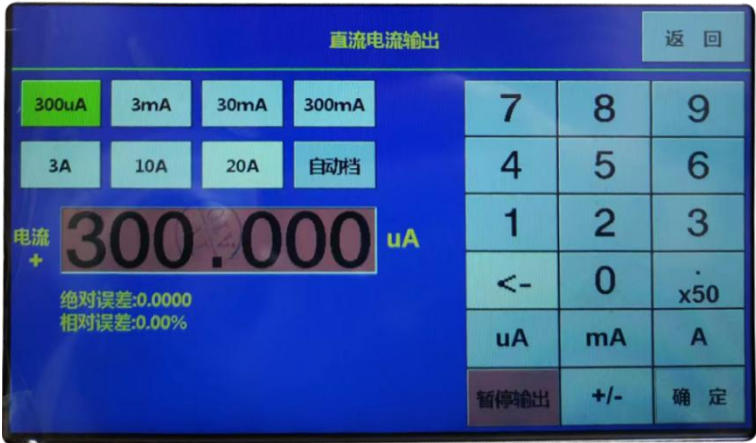 直流电流输出
返 回
300uA 3mA 30mA 300mA
3A 10A 20A 自动档
电流
+
300.000 uA
绝对误差:0.0000
相对误差:0.00%
7 8 9
4 5 6
1 2 3
<- 0 .
x50
uA mA A
暂停输出 +/- 确 定